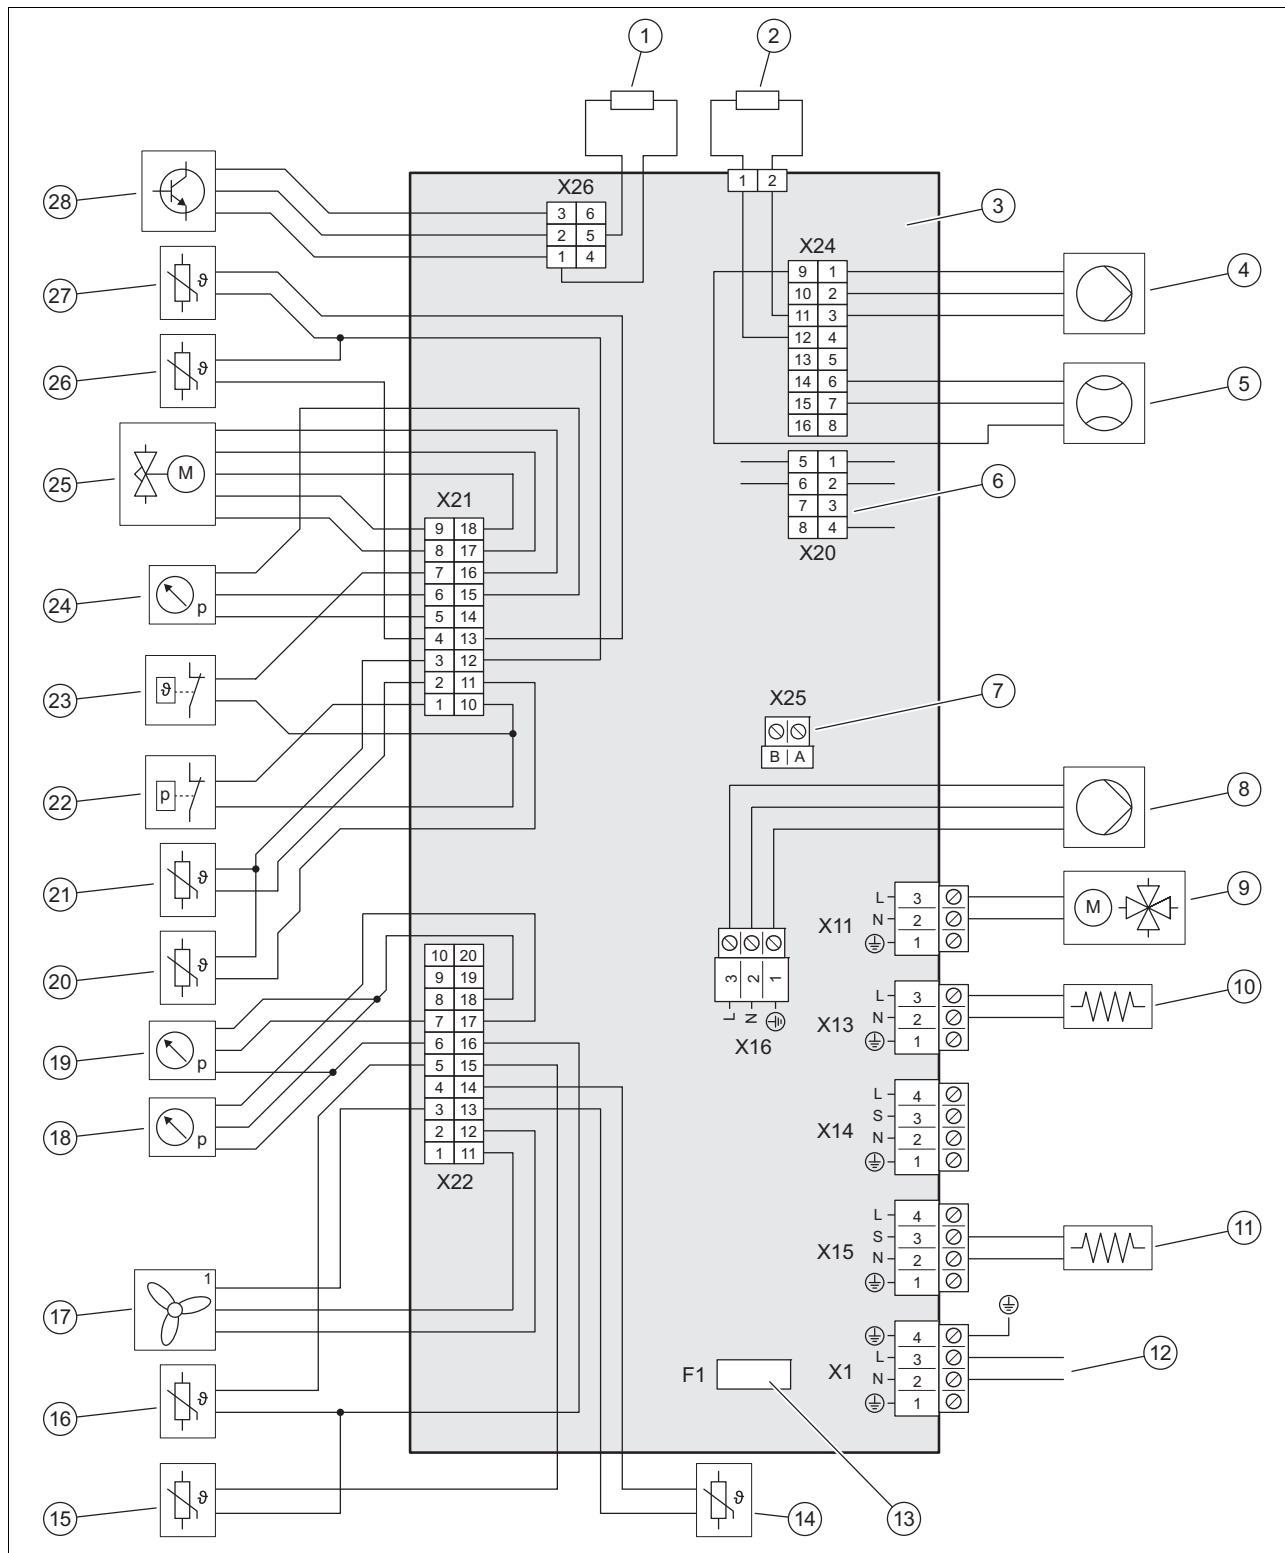 1
2
28
X26
3 6
2 5
1 4
1 2
3
X24
9 1
10 2
11 3
12 4
13 5
14 6
15 7
16 8
4
27
ϑ
26
ϑ
5
25
M
X21
9 18
8 17
7 16
6 15
5 14
4 13
3 12
2 11
1 10
5 1
6 2
7 3
8 4
X20
6
24
p
23
ϑ
X25
B A
7
22
p
8
21
ϑ
X11
L 3
N 2
1
M
9
20
ϑ
10 20
9 19
8 18
7 17
6 16
5 15
4 14
3 13
2 12
1 11
X22
3 2 1
L N
X16
X13
L 3
N 2
1
10
19
p
18
p
X14
L 4
S 3
N 2
1
X15
L 4
S 3
N 2
1
11
17
1
F1
X1
4
L 3
N 2
1
12
16
ϑ
15
ϑ
ϑ
14
13